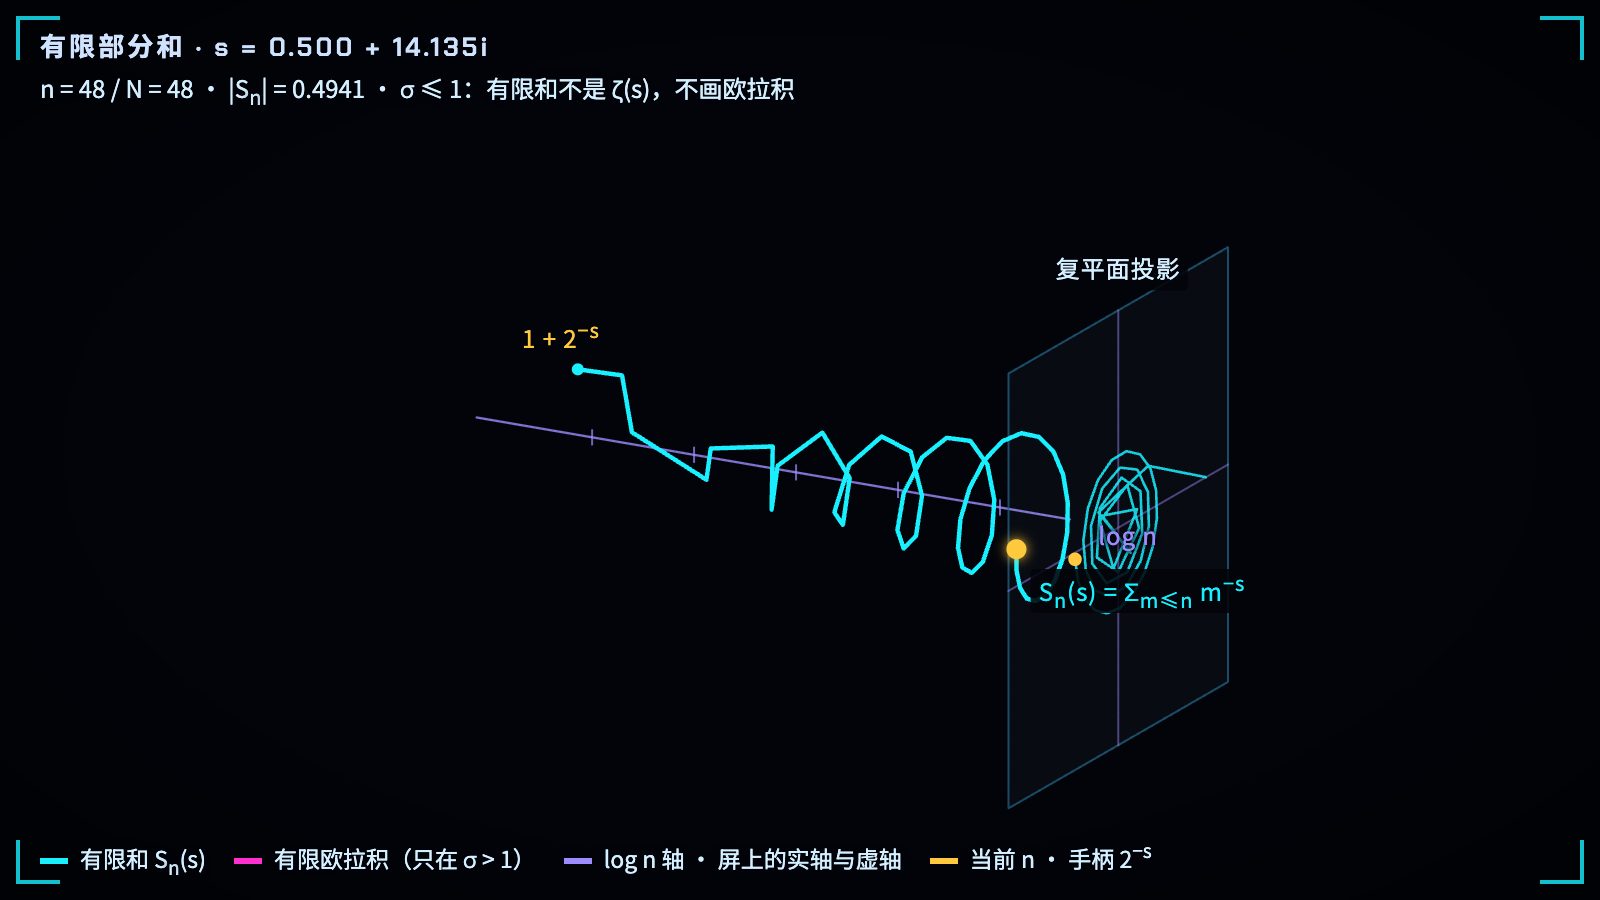 有限部分和 · s = 0.500 + 14.135i
n = 48 / N = 48 · |Sₙ| = 0.4941 · σ ⩽ 1：有限和不是 ζ(s)，不画欧拉积
复平面投影
1 + 2⁻ˢ
log n
Sₙ(s) = Σ_{m⩽n} m⁻ˢ
有限和 Sₙ(s) 有限欧拉积（只在 σ > 1） log n 轴 · 屏上的实轴与虚轴 当前 n · 手柄 2⁻ˢ